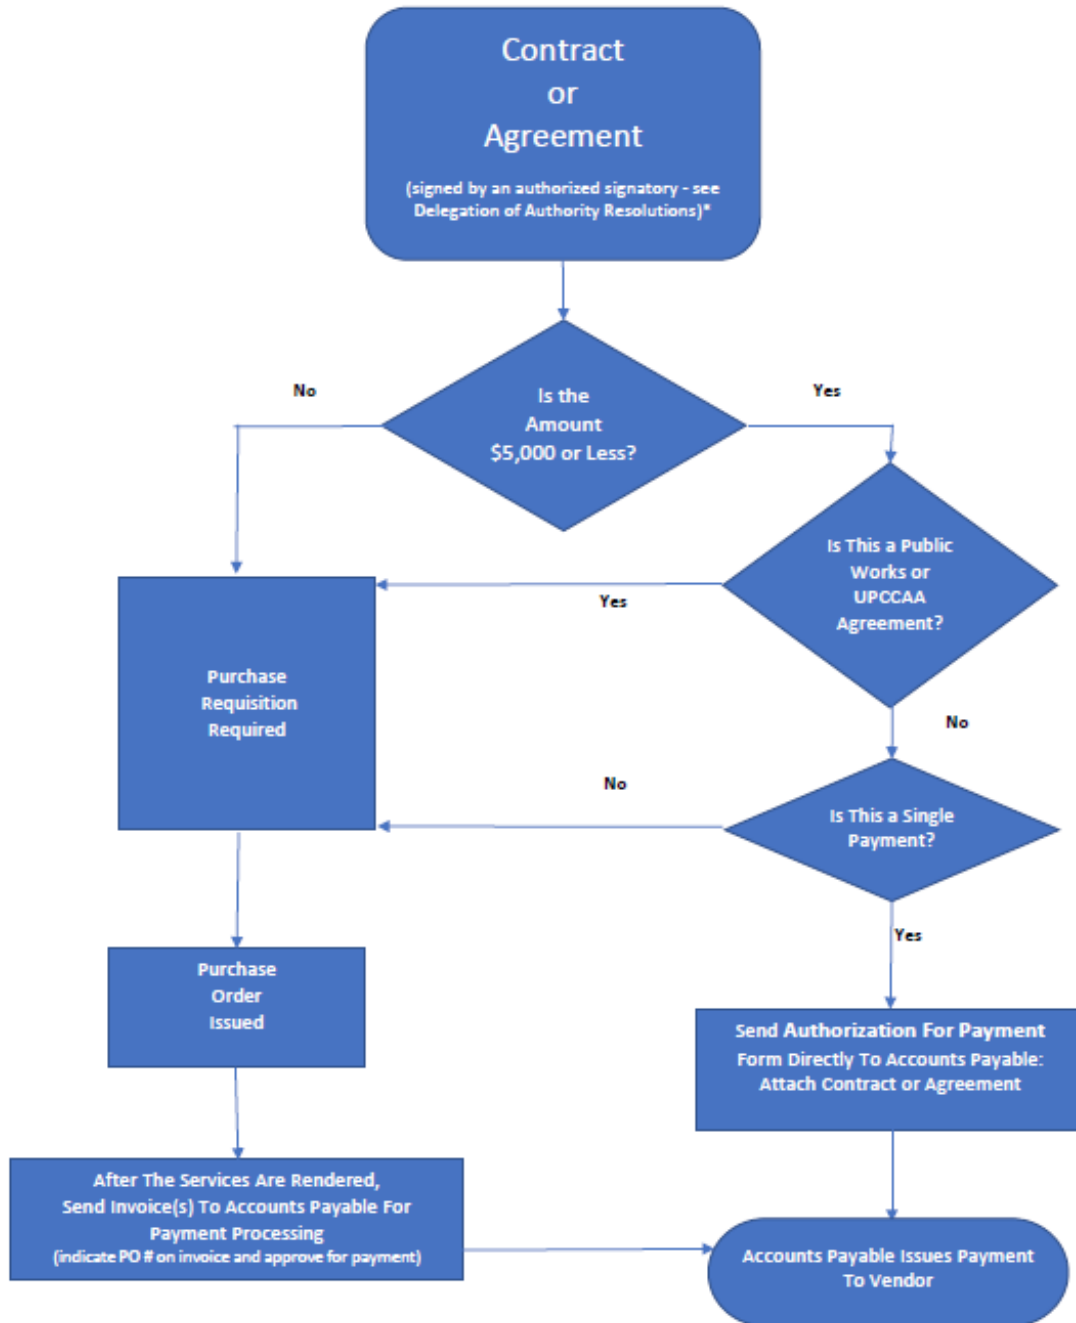 Contract
or
Agreement
(signed by an authorized signatory - see
Delegation of Authority Resolutions)*
No
Is the
Amount
$5,000 or Less?
Yes
Is This a Public
Works or
UPCCAA
Agreement?
Yes
Purchase
Requisition
Required
No
No
Is This a Single
Payment?
Yes
Purchase
Order
Issued
Send Authorization For Payment
Form Directly To Accounts Payable:
Attach Contract or Agreement
After The Services Are Rendered,
Send Invoice(s) To Accounts Payable For
Payment Processing
(indicate PO # on invoice and approve for payment)
Accounts Payable Issues Payment
To Vendor